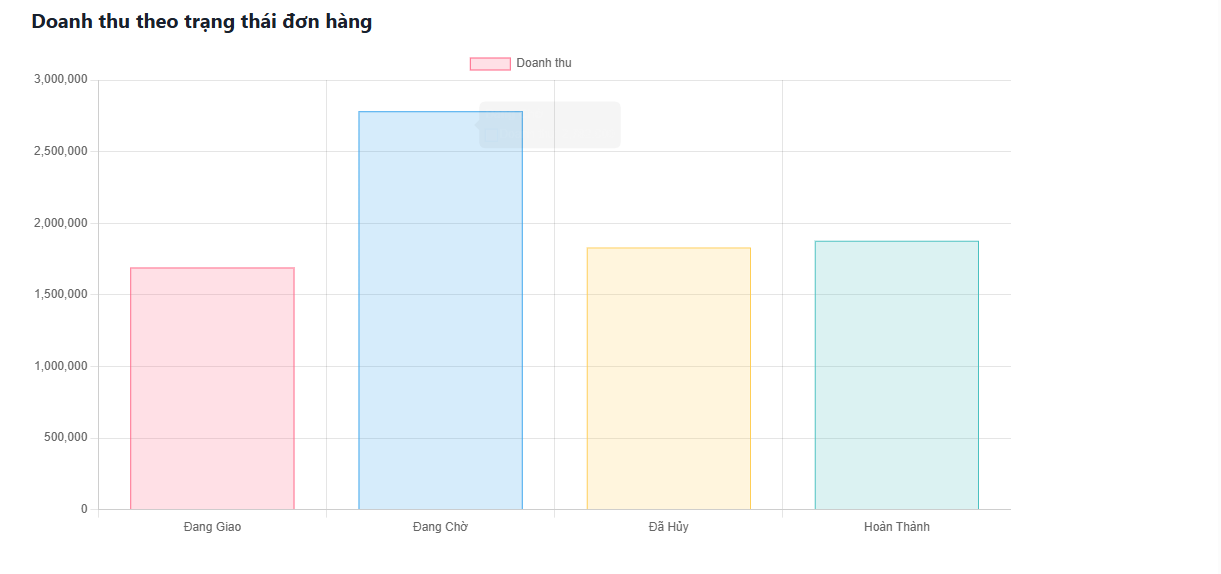 Doanh thu theo trạng thái đơn hàng
Doanh thu
3,000,000
2,500,000
2,000,000
1,500,000
1,000,000
500,000
0
Đang Giao
Đang Chờ
Đã Hủy
Hoàn Thành